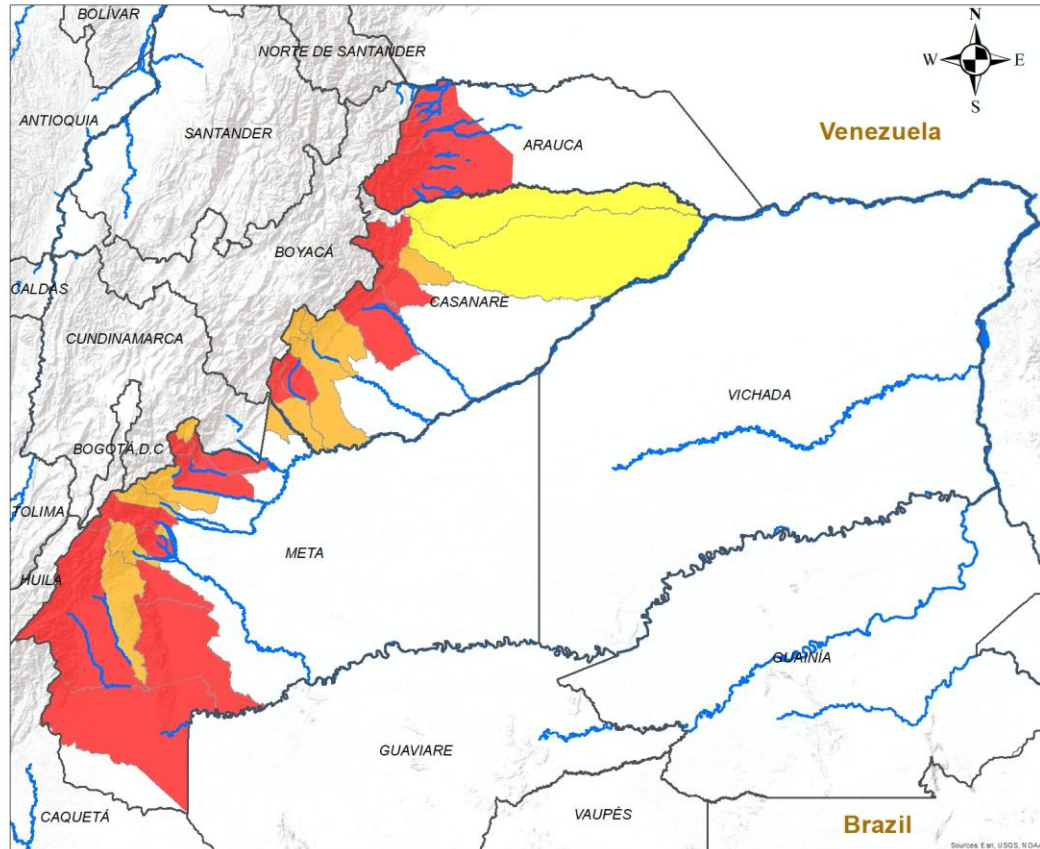 BOLÍVAR
N
NORTE DE SANTANDER
W
E
S
ANTIOQUIA
SANTANDER
ARAUCA
Venezuela
BOYACÁ
CALDAS
CASANARE
CUNDINAMARCA
VICHADA
BOGOTÁ,D.C
TOLIMA
META
HUILA
GUAINÍA
GUAVIARE
CAQUETÁ
VAUPÉS
Brazil
Sources: Esri, USGS, NOAA